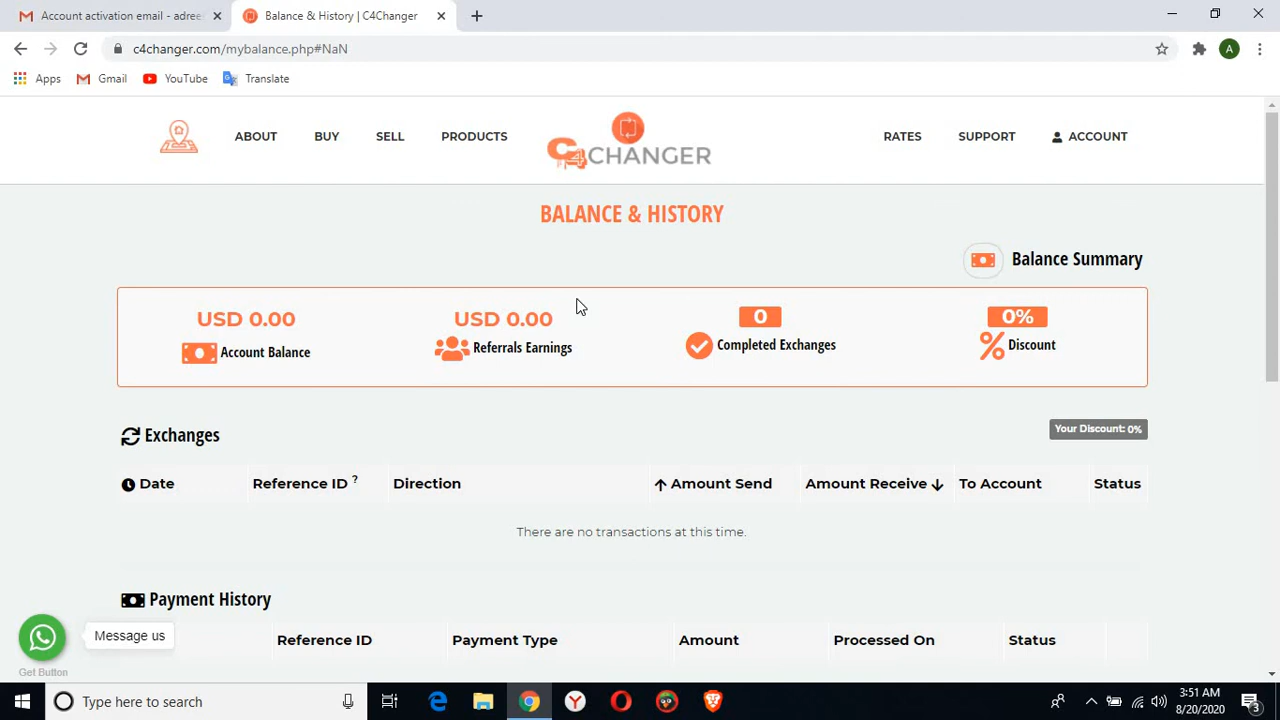 Account activation email - adree
Balance & History | C4Changer
c4changer.com/mybalance.php#NaN
A
Apps
Gmail
YouTube
Translate
ABOUT
BUY
SELL
PRODUCTS
C4CHANGER
RATES
SUPPORT
ACCOUNT
BALANCE & HISTORY
Balance Summary
USD 0.00
Account Balance
USD 0.00
Referrals Earnings
0
Completed Exchanges
0%
Discount
Exchanges
Your Discount: 0%
Date
Reference ID ?
Direction
Amount Send
Amount Receive
To Account
Status
There are no transactions at this time.
Payment History
Reference ID
Payment Type
Amount
Processed On
Status
Message us
Get Button
Type here to search
3:51 AM
8/20/2020
3